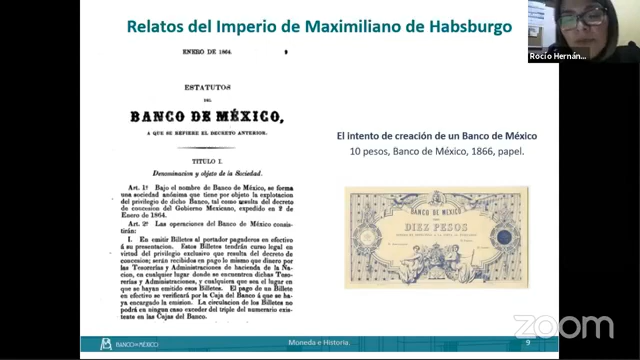 Relatos del Imperio de Maximiliano de Habsburgo
Rocío Hernán...
ENERO DE 1864. 9
ESTATUTOS
DEL
BANCO DE MÉXICO,
A QUE SE REFIERE EL DECRETO ANTERIOR.
TITULO I.
Denominacion y objeto de la Sociedad.
Art. 1º Bajo el nombre de Banco de México, se forma
una sociedad anónima que tiene por objeto la explotacion
del privilegio de dicho Banco, tal como resulta del decreto
de concesion del Gobierno Mexicano, expedido en 2 de
Enero de 1864.
Art. 2º Las operaciones del Banco de México consis-
tirán:
I. En emitir Billetes al portador pagaderos en efectivo
á su presentacion. Estos Billetes tendrán curso legal en
virtud del privilegio exclusivo que resulta del decreto de
concesion; serán recibidos en pago lo mismo que dinero por
las Tesorerías y Administraciones de hacienda de la Na-
cion, en cualquier lugar donde se encuentren dichas Teso-
rerías y Administraciones, y cualquiera que sea el lugar en
que se hayan emitido esos Billetes. El pago de un Billete
en efectivo se verificará por la Caja del Banco á que se ha-
ya encargado la emision. La circulacion de los Billetes no
podrá en ningun caso exceder del triple del numerario exis-
tente en las Cajas del Banco.
El intento de creación de un Banco de México
10 pesos, Banco de México, 1866, papel.
BANCO DE MEXICO
DIEZ PESOS
BANCO DE MÉXICO
Moneda e Historia.
9
zoom